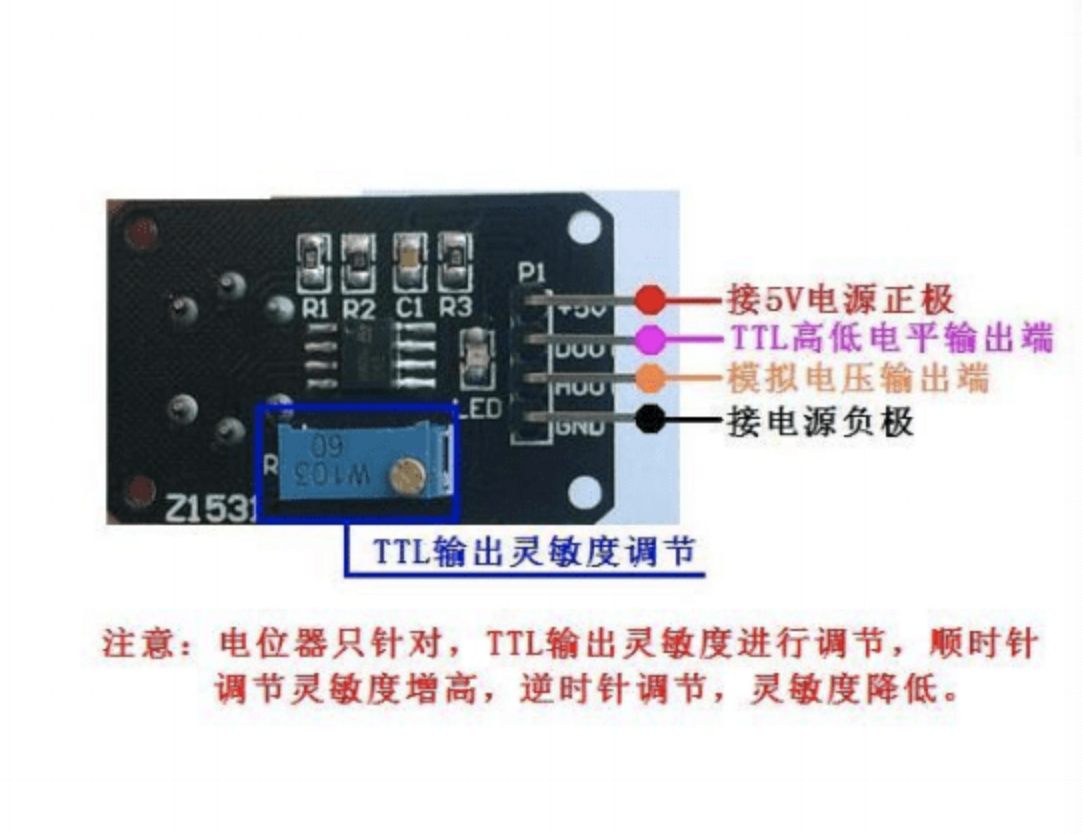 R1 R2 C1 R3
P1
+5V
接5V电源正极
DOU
TTL高低电平输出端
AOU
模拟电压输出端
LED
GND
接电源负极
R
W103
60
Z1531
TTL输出灵敏度调节
注意：电位器只针对，TTL输出灵敏度进行调节，顺时针
调节灵敏度增高，逆时针调节，灵敏度降低。